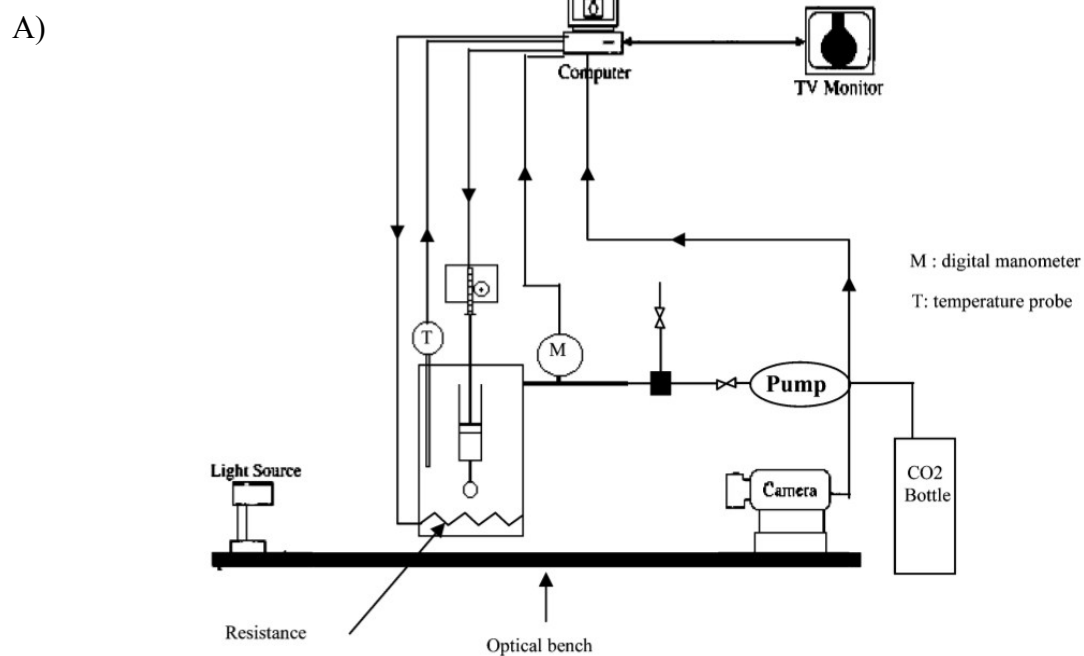 A)
Computer
TV Monitor
M : digital manometer
T: temperature probe
T
M
Pump
Light Source
Camera
CO2
Bottle
Resistance
Optical bench